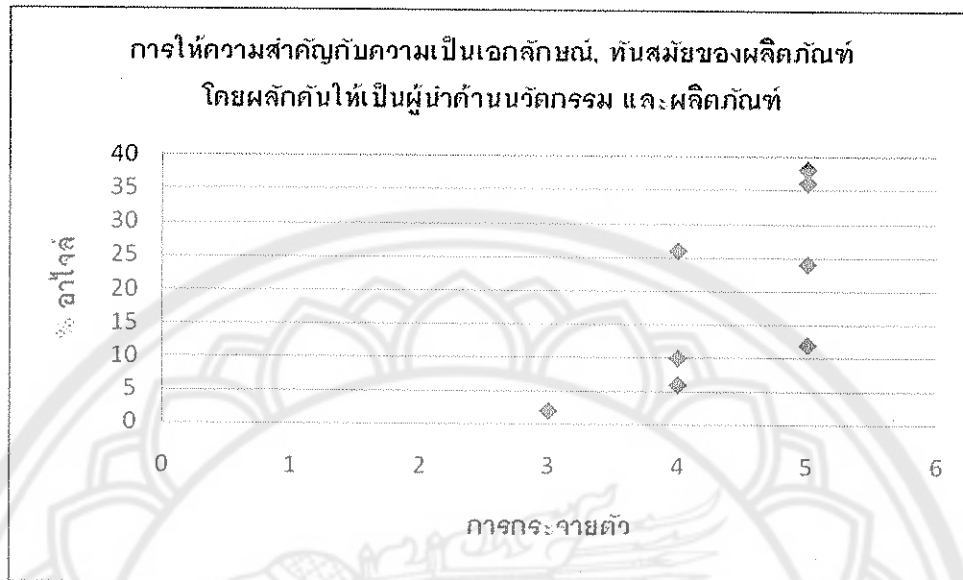 การให้ความสำคัญกับความเป็นเอกลักษณ์, ทันสมัยของผลิตภัณฑ์
โดยผลักดันให้เป็นผู้นำด้านนวัตกรรม และผลิตภัณฑ์
40
35
30
25
20
15
10
5
0
% อาไจล์
0 1 2 3 4 5 6
การกระจายตัว